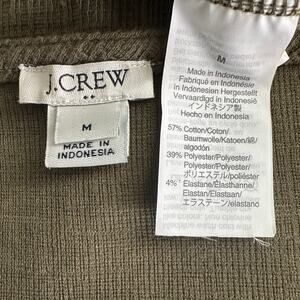 J.CREW
M
MADE IN
INDONESIA
M
Made in Indonesia
Fabriqué en Indonésie
in Indonesien Hergestellt
Vervaardigd in Indonesië
インドネシア製
Hecho en Indonesia
57% Cotton/Coton/
Baumwolle/Katoen/綿/
algodón
39% Polyester/Polyester/
Polyester/Polyester/
ポリエステル/poliéster
4% Elastane/Élasthanne/
Elastan/Elastaan/
エラステイン/elastano